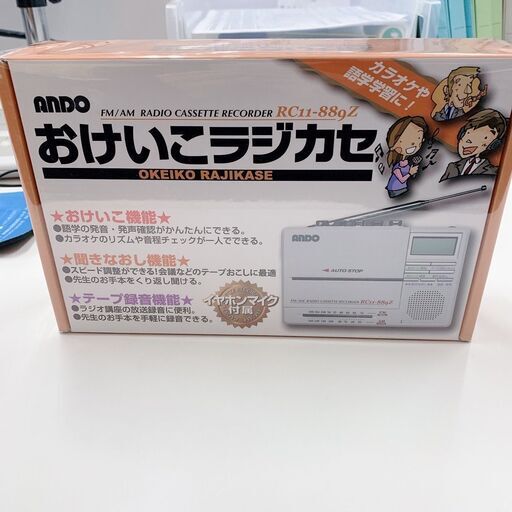 ANDO
FM/AM RADIO CASSETTE RECORDER RC11-889Z
おけいこラジカセ
OKEIKO RAJIKASE
カラオケや
語学学習に!
★おけいこ機能★
●語学の発音・発声確認がかんたんにできる。
●カラオケのリズムや音程チェックが一人でできる。
★聞きなおし機能★
●スピード調整ができる!会議などのテープおこしに最適
●先生のお手本をくり返し聞ける。
★テープ録音機能★
●ラジオ講座の放送録音に便利。
●先生のお手本を手軽に録音できる。
イヤホンマイク
付属
ANDO
AUTO STOP
FM/AM RADIO CASSETTE RECORDER RC11-889Z